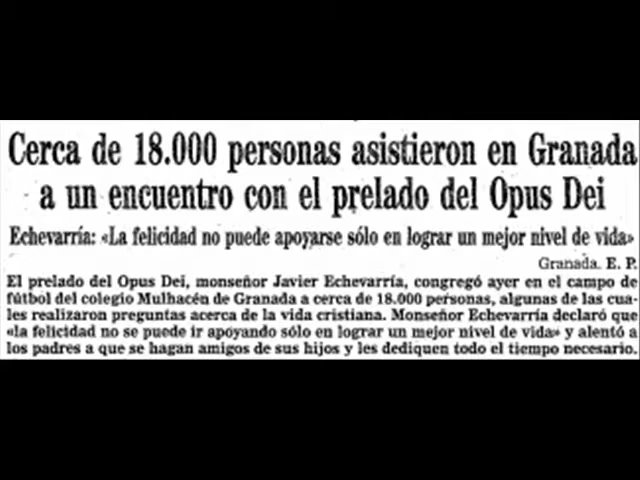 Cerca de 18.000 personas asistieron en Granada
a un encuentro con el prelado del Opus Dei
Echevarría: «La felicidad no puede apoyarse sólo en lograr un mejor nivel de vida»
Granada. E. P.
El prelado del Opus Dei, monseñor Javier Echevarría, congregó ayer en el campo de
fútbol del colegio Mulhacén de Granada a cerca de 18.000 personas, algunas de las cua-
les realizaron preguntas acerca de la vida cristiana. Monseñor Echevarría declaró que
«la felicidad no se puede ir apoyando sólo en lograr un mejor nivel de vida» y alentó a
los padres a que se hagan amigos de sus hijos y les dediquen todo el tiempo necesario.